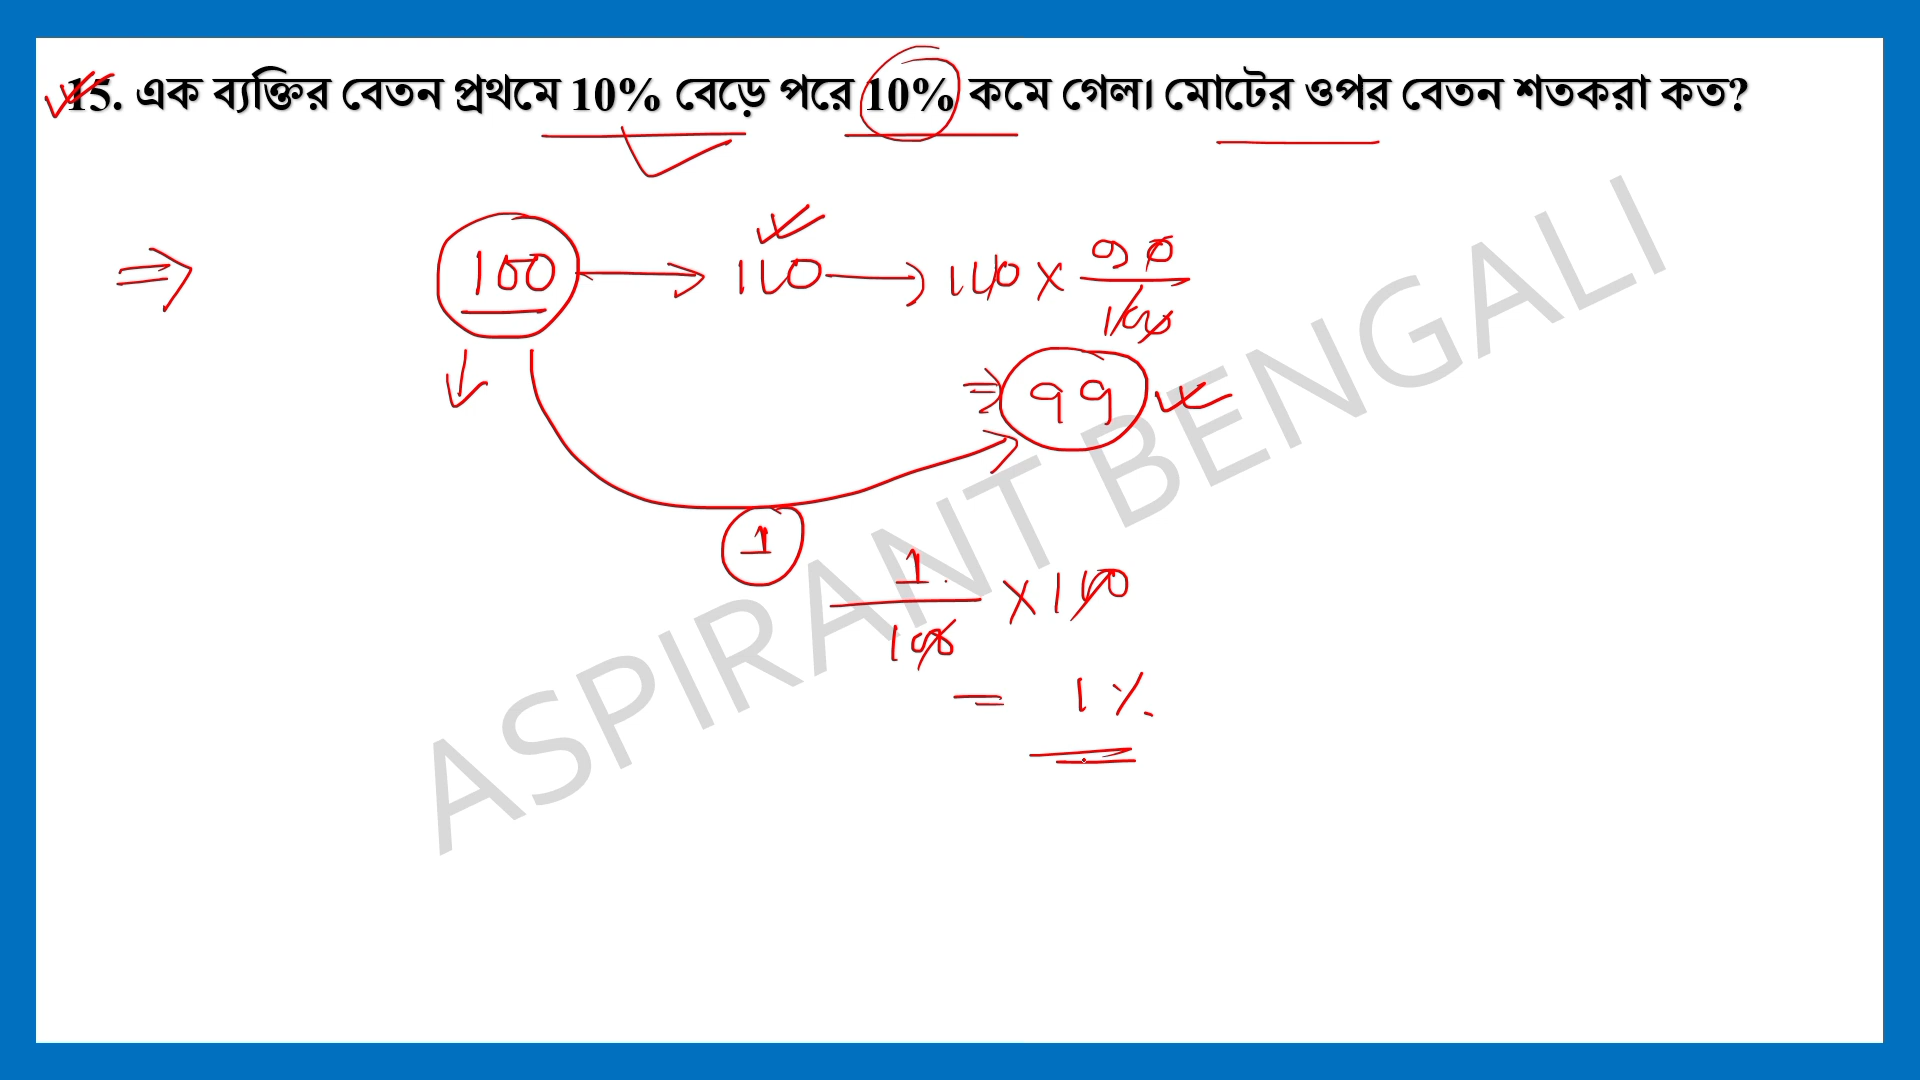 15. এক ব্যক্তির বেতন প্রথমে 10% বেড়ে পরে 10% কমে গেল। মোটের ওপর বেতন শতকরা কত?
⇒ 100 → 110 → 110 × 90/100
⇒ 99
1
1/100 × 100
= 1%
ASPIRANT BENGALI